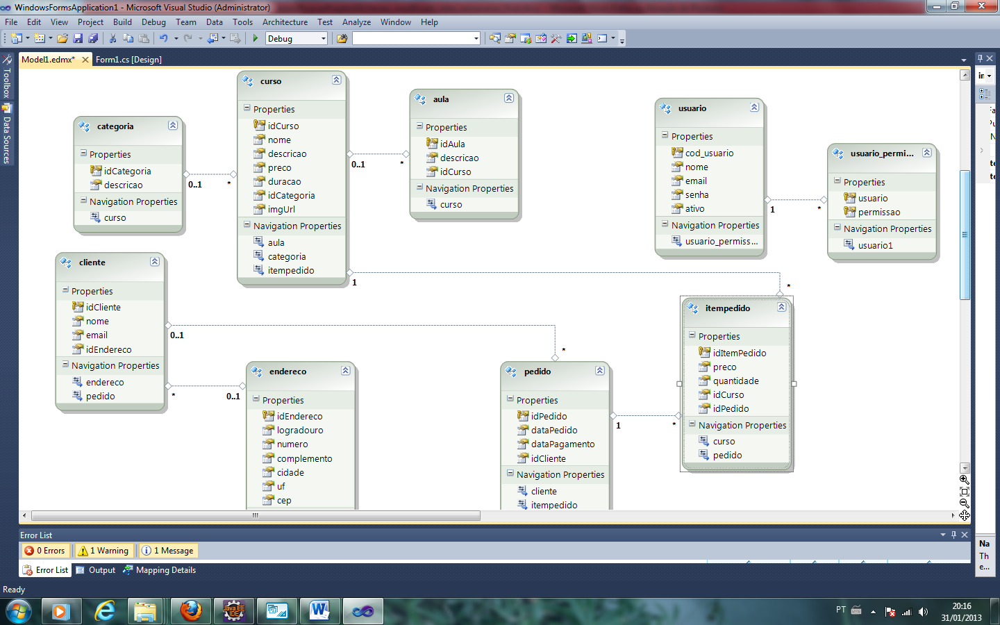 WindowsFormsApplication1 - Microsoft Visual Studio (Administrator)
File Edit View Project Build Debug Team Data Tools Architecture Test Analyze Window Help
Debug
Toolbox
Data Sources
Model1.edmx* Form1.cs [Design]
categoria
Properties
idCategoria
descricao
Navigation Properties
curso
0..1
*
curso
Properties
idCurso
nome
descricao
preco
duracao
idCategoria
imgUrl
Navigation Properties
aula
categoria
itempedido
0..1
*
aula
Properties
idAula
descricao
idCurso
Navigation Properties
curso
usuario
Properties
cod_usuario
nome
email
senha
ativo
Navigation Properties
usuario_permiss...
1
*
usuario_permi...
Properties
usuario
permissao
Navigation Properties
usuario1
1
*
cliente
Properties
idCliente
nome
email
idEndereco
Navigation Properties
endereco
pedido
0..1
*
*
0..1
endereco
Properties
idEndereco
logradouro
numero
complemento
cidade
uf
cep
pedido
Properties
idPedido
dataPedido
dataPagamento
idCliente
Navigation Properties
cliente
itempedido
1
*
itempedido
Properties
idItemPedido
preco
quantidade
idCurso
idPedido
Navigation Properties
curso
pedido
Na
Th
e...
Error List
0 Errors 1 Warning 1 Message
Error List Output Mapping Details
Ready
Java EE
IDE
PT
20:16
31/01/2013